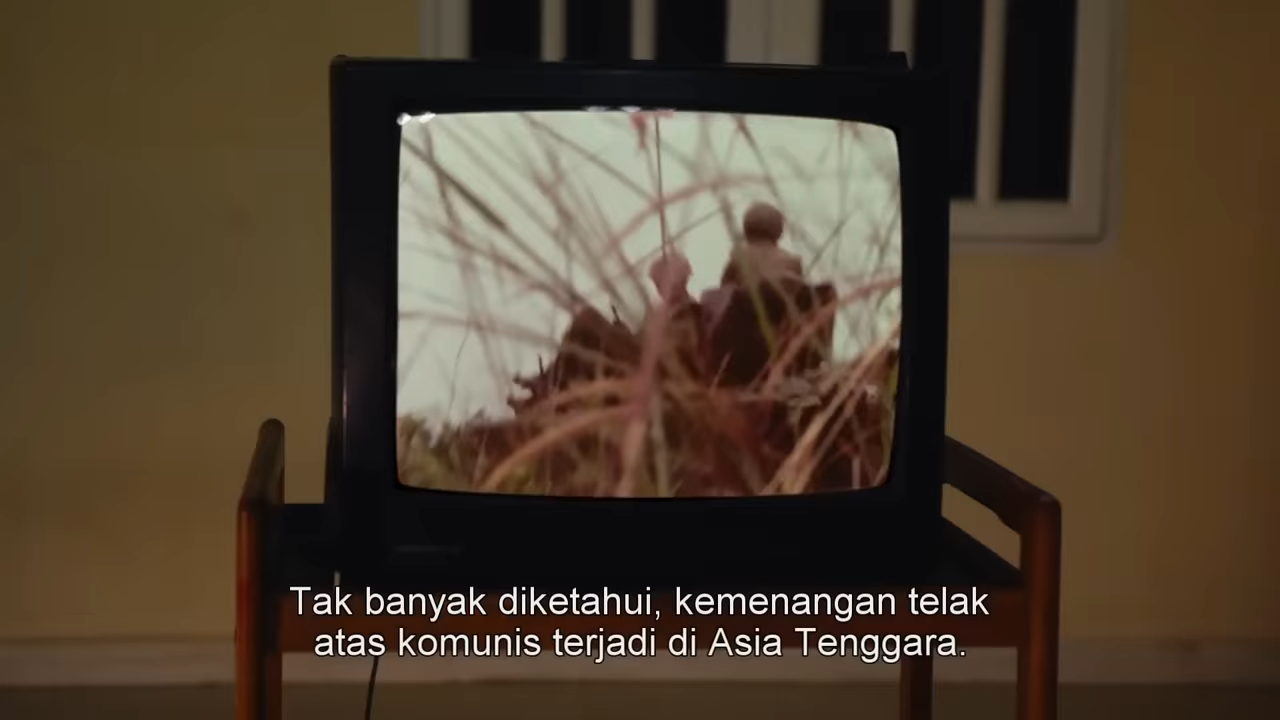 Tak banyak diketahui, kemenangan telak
atas komunis terjadi di Asia Tenggara.